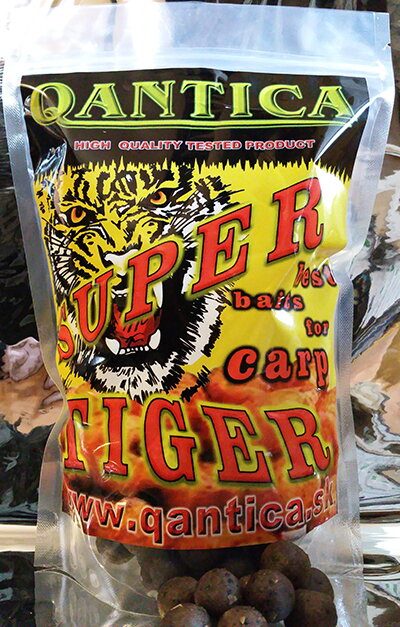 QANTICA
HIGH QUALITY TESTED PRODUCT
SUPER
Best
baits
for
carp
TIGER
www.qantica.sk